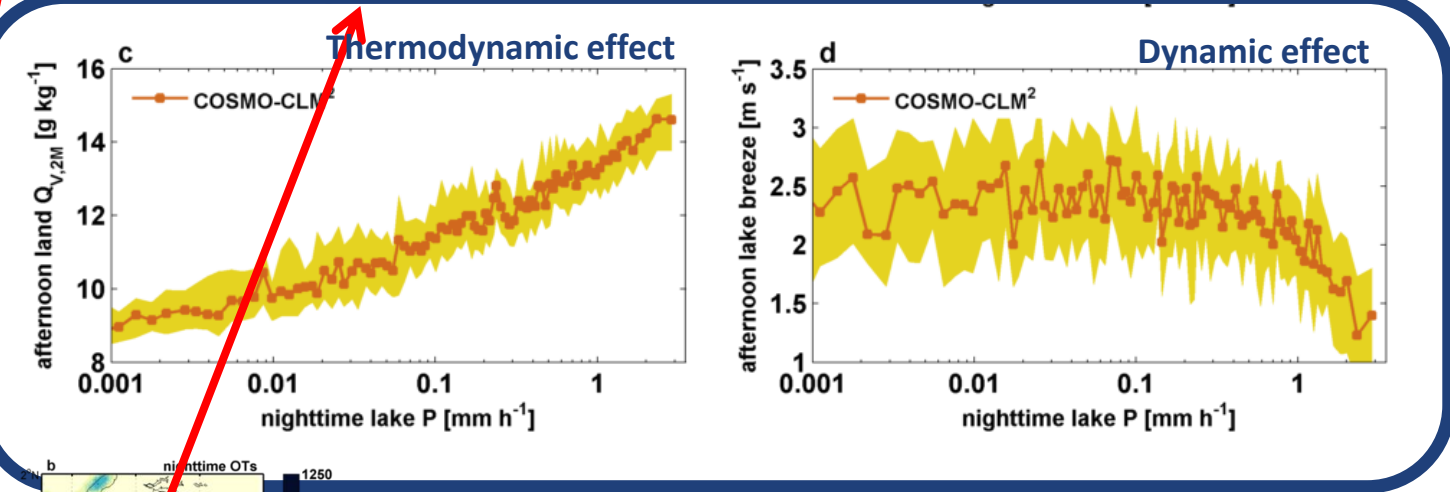 c
Thermodynamic effect
COSMO-CLM²
afternoon land Q_V,2M [g kg⁻¹]
16
14
12
10
8
0.001 0.01 0.1 1
nighttime lake P [mm h⁻¹]
d
Dynamic effect
COSMO-CLM²
afternoon lake breeze [m s⁻¹]
3.5
3
2.5
2
1.5
1
0.001 0.01 0.1 1
nighttime lake P [mm h⁻¹]
b nighttime OTs
2°N
1250